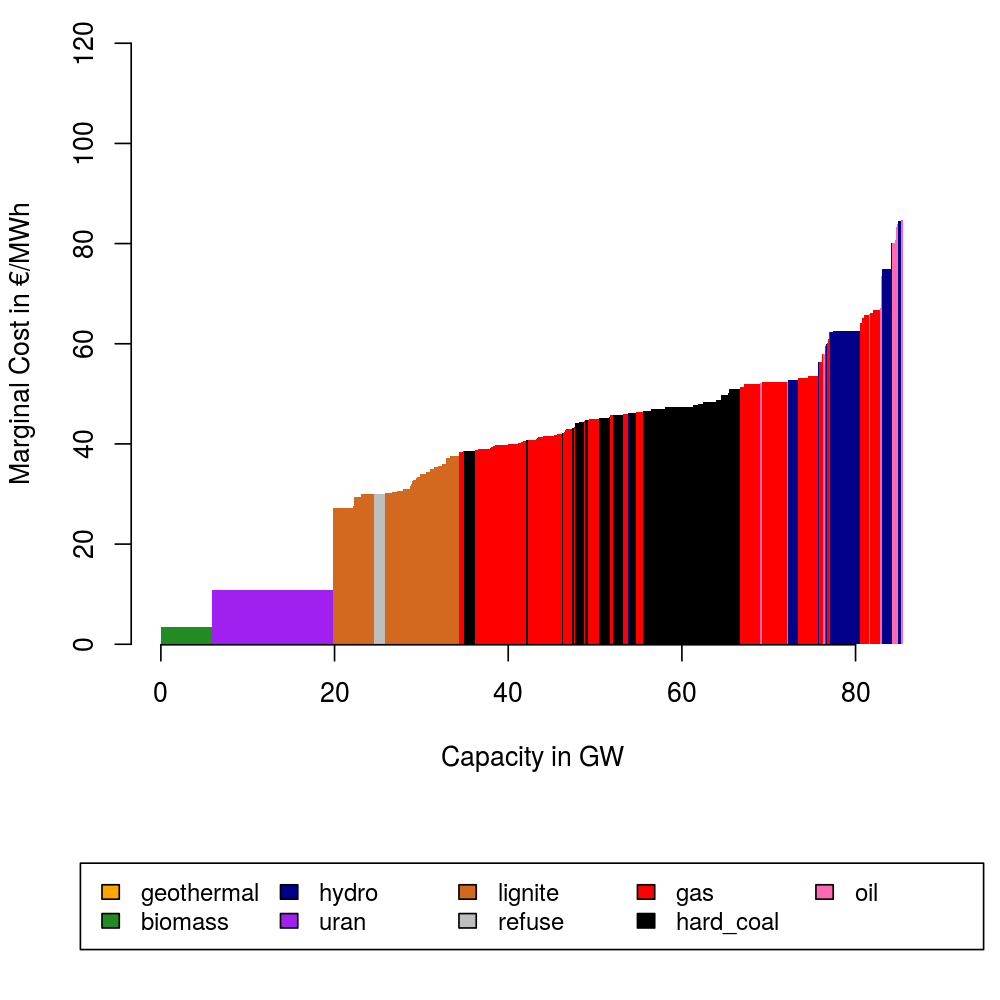 120
100
80
60
40
20
0
Marginal Cost in €/MWh
0 20 40 60 80
Capacity in GW
geothermal hydro lignite gas oil
biomass uran refuse hard_coal